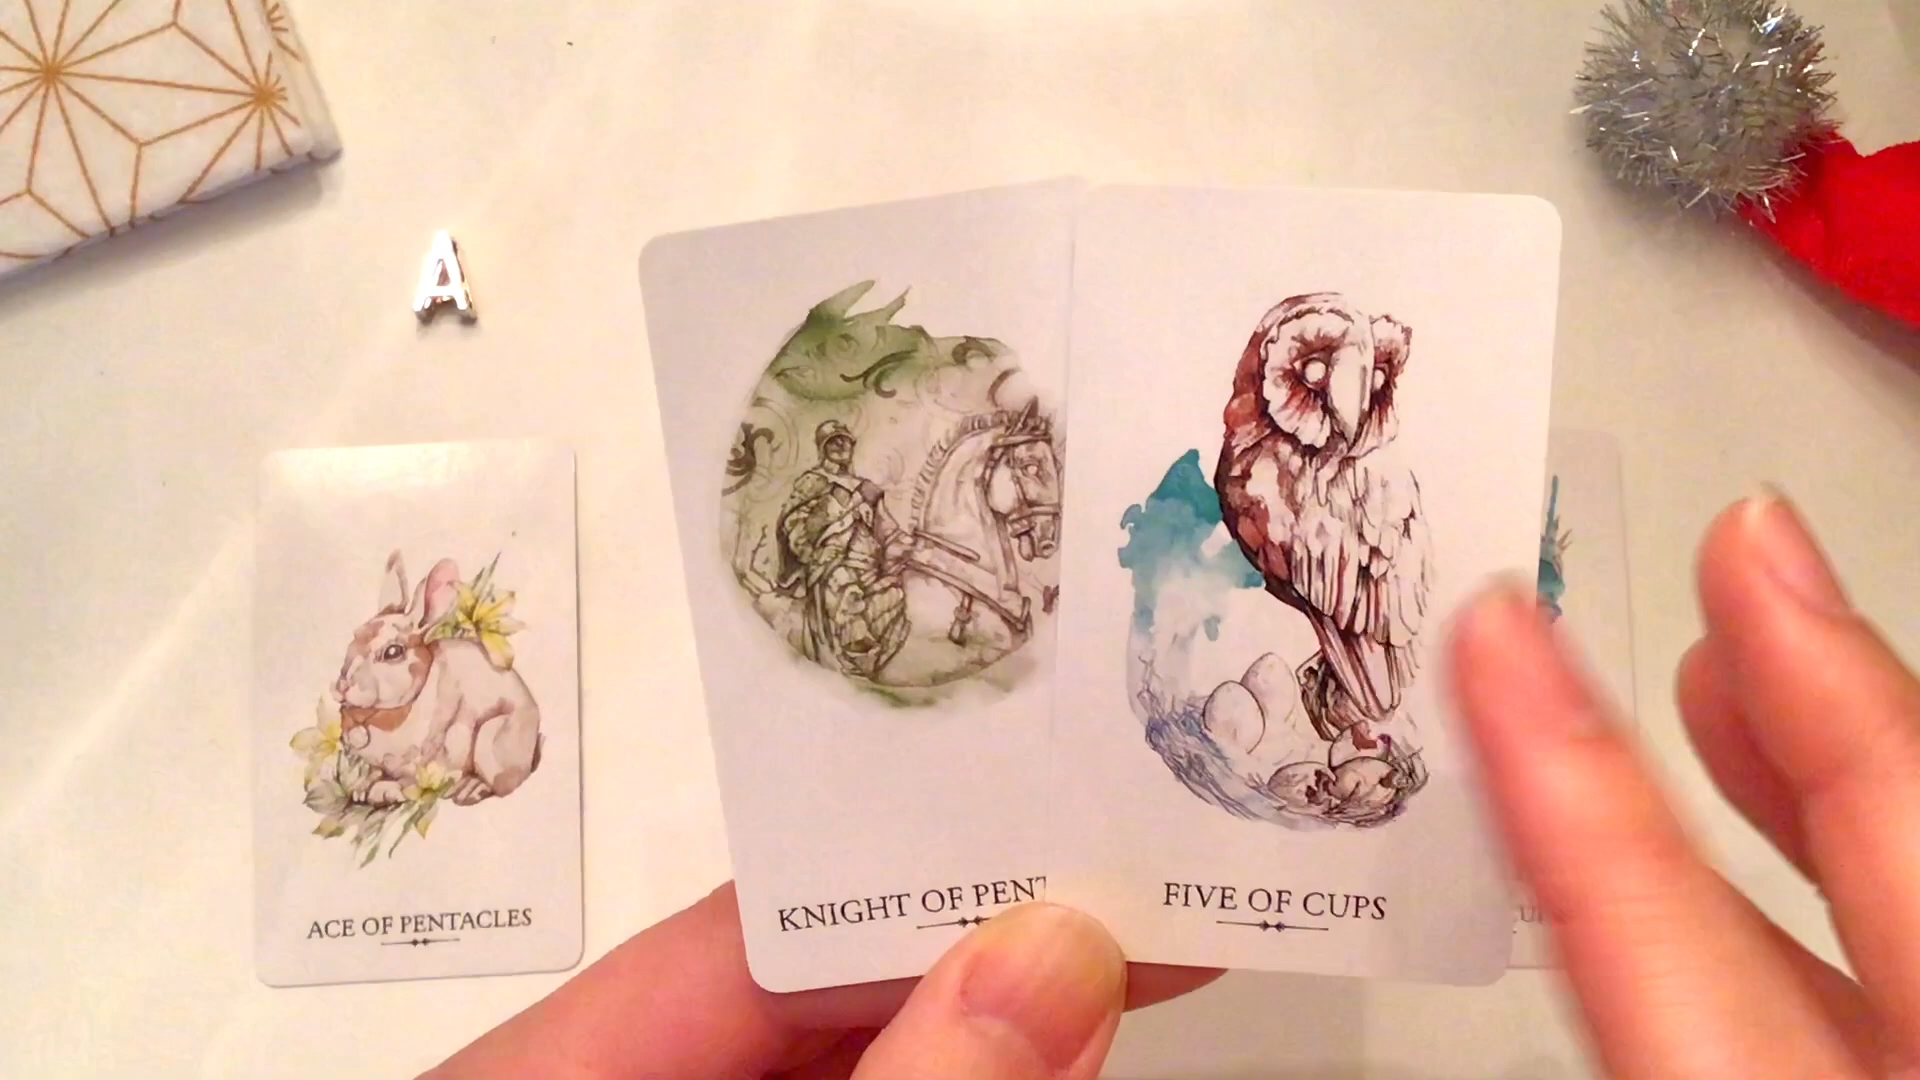 A
ACE OF PENTACLES
KNIGHT OF PENT
FIVE OF CUPS